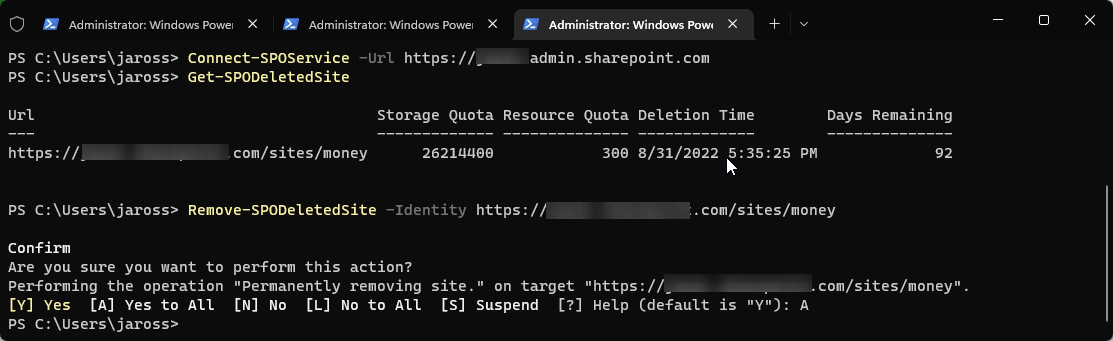 Administrator: Windows Power Administrator: Windows Power Administrator: Windows Powe
PS C:\Users\jaross> Connect-SPOService -Url https:// admin.sharepoint.com
PS C:\Users\jaross> Get-SPODeletedSite
Url Storage Quota Resource Quota Deletion Time Days Remaining
--- ------------- -------------- ------------- --------------
https:// .com/sites/money 26214400 300 8/31/2022 5:35:25 PM 92
PS C:\Users\jaross> Remove-SPODeletedSite -Identity https:// .com/sites/money
Confirm
Are you sure you want to perform this action?
Performing the operation "Permanently removing site." on target "https:// .com/sites/money".
[Y] Yes [A] Yes to All [N] No [L] No to All [S] Suspend [?] Help (default is "Y"): A
PS C:\Users\jaross>